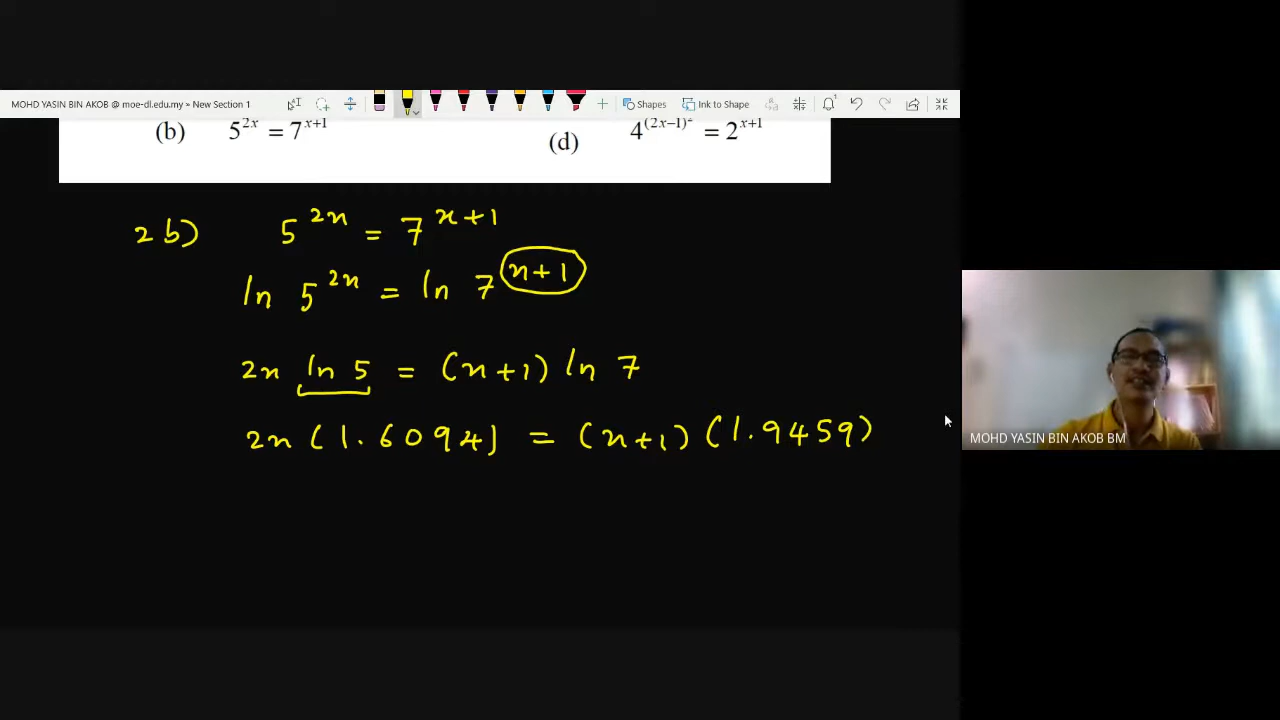 MOHD YASIN BIN AKOB @ moe-dl.edu.my » New Section 1 Shapes Ink to Shape
(b) 5^{2x} = 7^{x+1} (d) 4^{(2x-1)^2} = 2^{x+1}
2b) 5^{2x} = 7^{x+1}
ln 5^{2x} = ln 7^{x+1}
2x ln 5 = (x+1) ln 7
2x (1.6094) = (x+1) (1.9459)
MOHD YASIN BIN AKOB BM